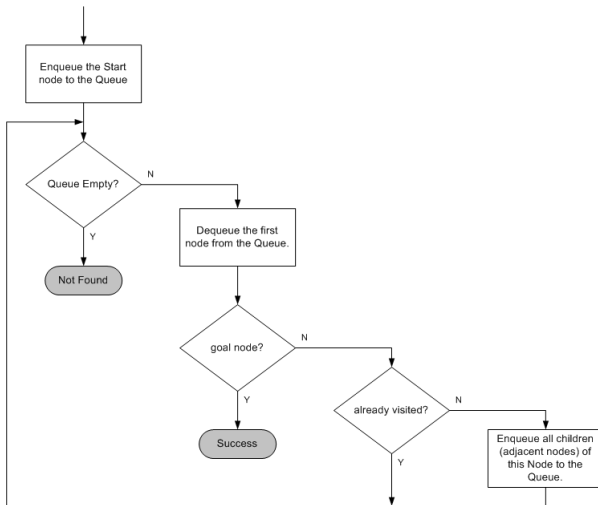 Enqueue the Start
node to the Queue
Queue Empty?
N
Y
Dequeue the first
node from the Queue.
Not Found
goal node?
N
Y
already visited?
N
Y
Success
Enqueue all children
(adjacent nodes) of
this Node to the
Queue.